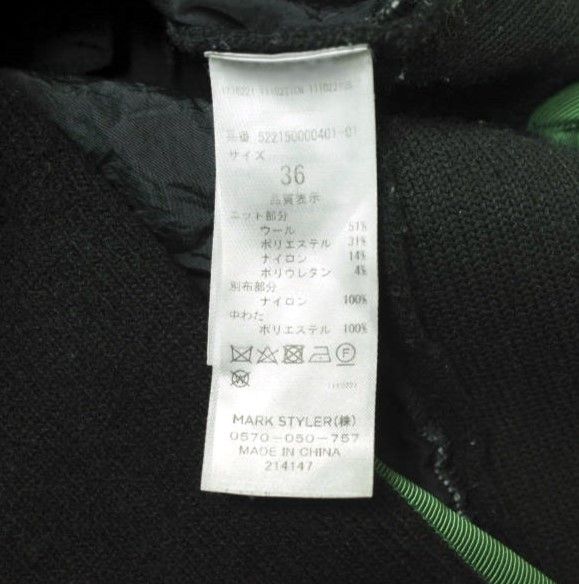 品番 522150000401-01
サイズ
36
品質表示
ニット部分
ウール 51%
ポリエステル 31%
ナイロン 14%
ポリウレタン 4%
別布部分
ナイロン 100%
中わた
ポリエステル 100%
MARK STYLER(株)
0570-050-757
MADE IN CHINA
214147